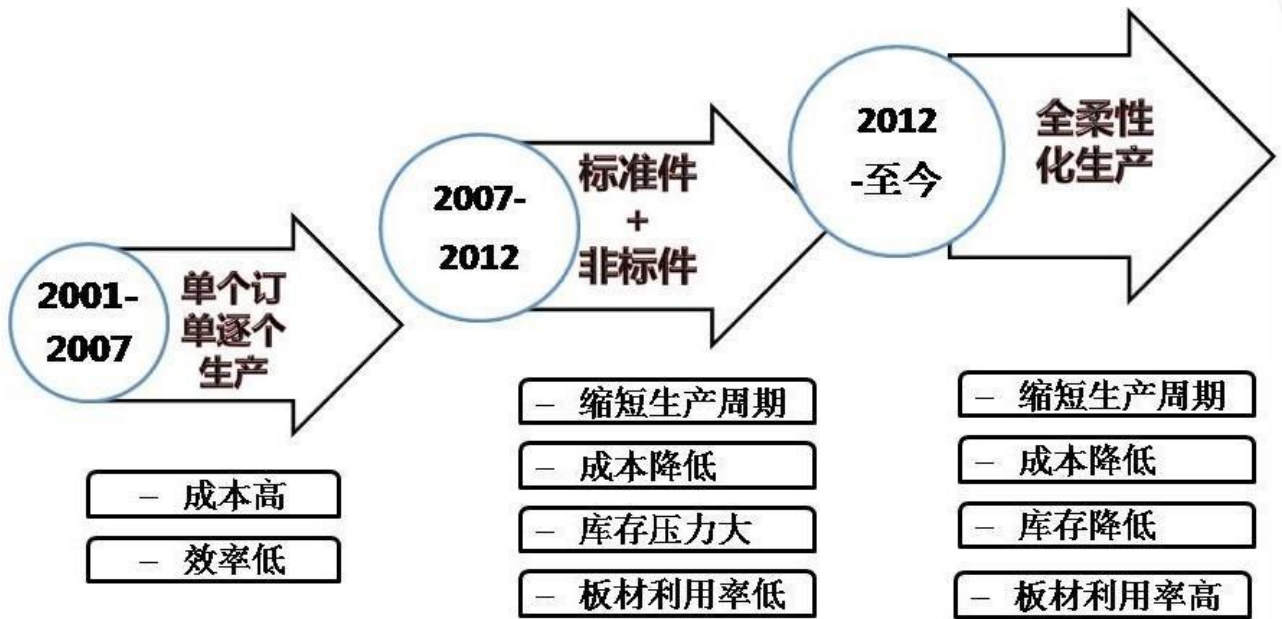 2001-
2007
单个订
单逐个
生产
– 成本高
– 效率低
2007-
2012
标准件
+
非标件
– 缩短生产周期
– 成本降低
– 库存压力大
– 板材利用率低
2012
-至今
全柔性
化生产
– 缩短生产周期
– 成本降低
– 库存降低
– 板材利用率高